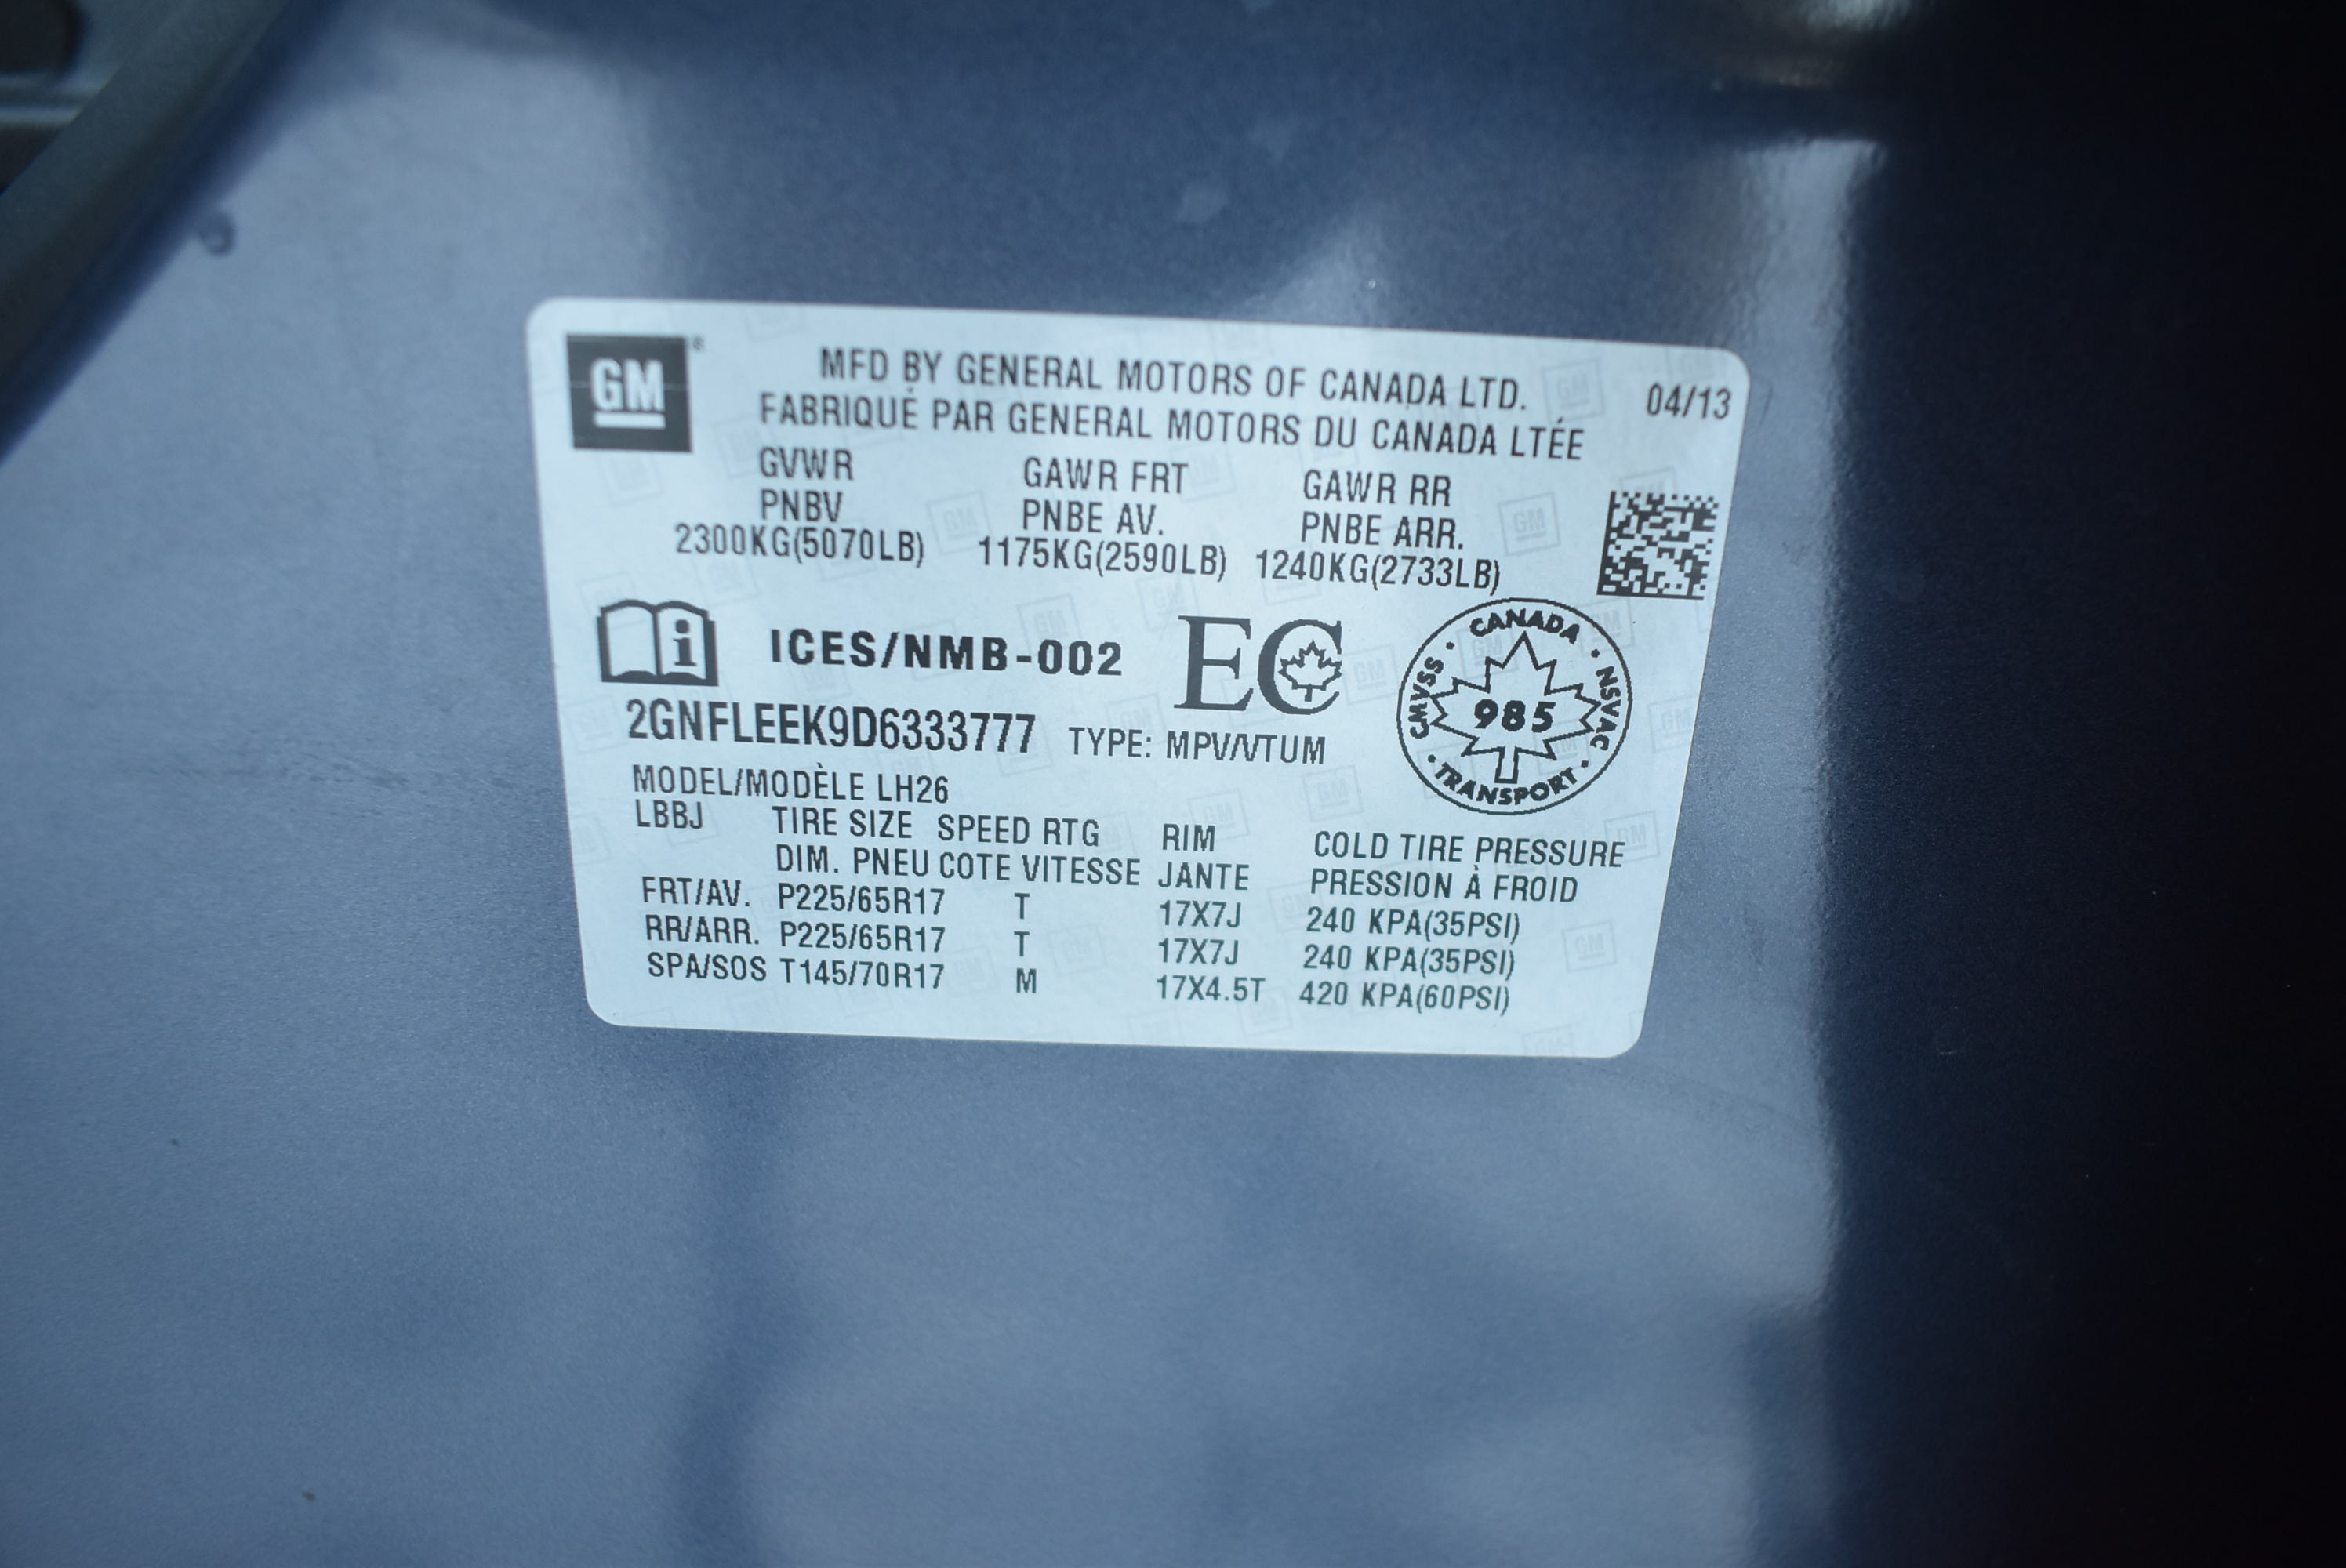 GM®
MFD BY GENERAL MOTORS OF CANADA LTD. 04/13
FABRIQUÉ PAR GENERAL MOTORS DU CANADA LTÉE
GVWR GAWR FRT GAWR RR
PNBV PNBE AV. PNBE ARR.
2300KG(5070LB) 1175KG(2590LB) 1240KG(2733LB)
ICES/NMB-002 EC
CANADA · NSVAC · TRANSPORT · CMVSS ·
985
2GNFLEEK9D6333777 TYPE: MPV/VTUM
MODEL/MODÈLE LH26
LBBJ TIRE SIZE SPEED RTG RIM COLD TIRE PRESSURE
DIM. PNEU COTE VITESSE JANTE PRESSION À FROID
FRT/AV. P225/65R17 T 17X7J 240 KPA(35PSI)
RR/ARR. P225/65R17 T 17X7J 240 KPA(35PSI)
SPA/SOS T145/70R17 M 17X4.5T 420 KPA(60PSI)